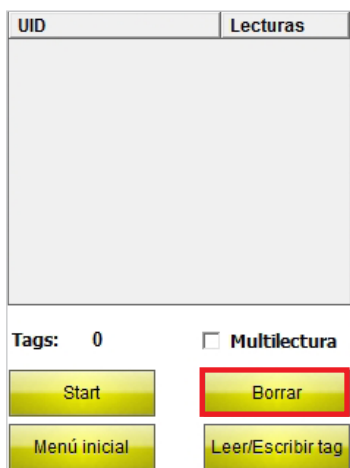 UID Lecturas
Tags: 0 Multilectura
Start Borrar
Menú inicial Leer/Escribir tag